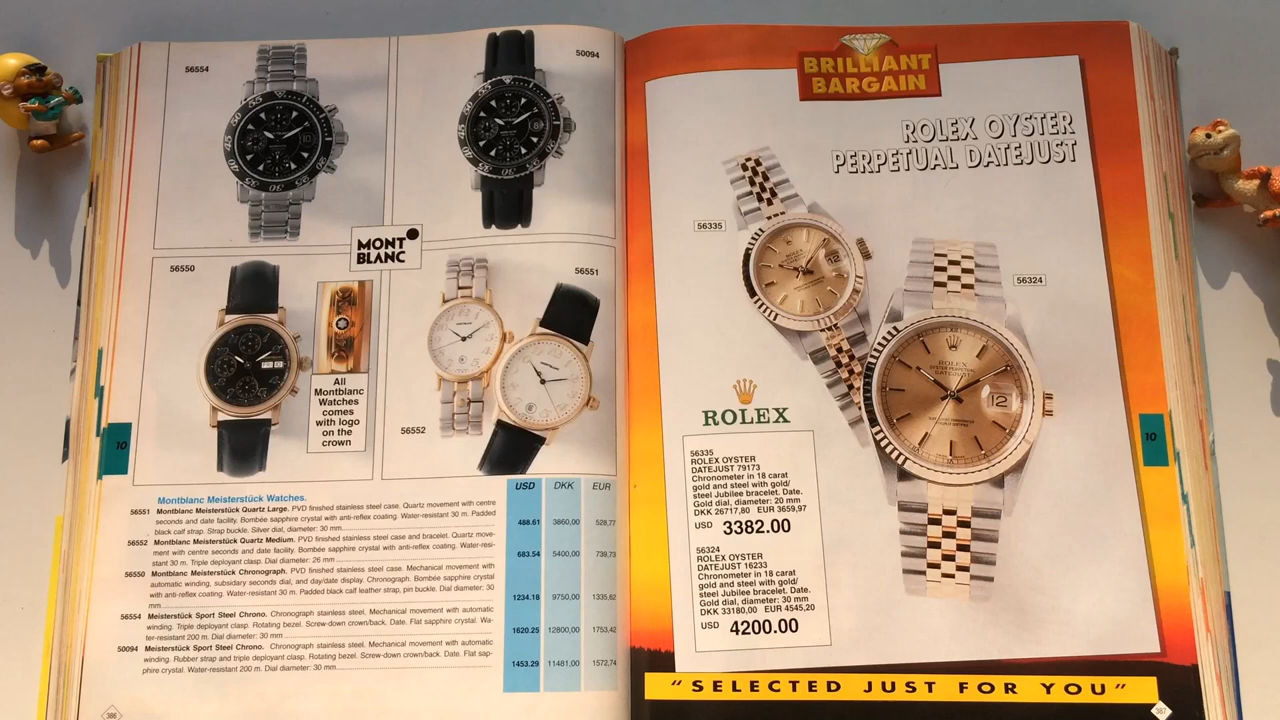 56554
50094
MONT
BLANC
56550
56551
All
Montblanc
Watches
comes
with logo
on the
crown
56552
10
USD DKK EUR
Montblanc Meisterstück Watches.
56551 Montblanc Meisterstück Quartz Large. PVD finished stainless steel case. Quartz movement with centre
seconds and date facility. Bombée sapphire crystal with anti-reflex coating. Water-resistant 30 m. Padded
black calf strap. Strap buckle. Silver dial, diameter: 30 mm 488.61 3860,00 528,77
56552 Montblanc Meisterstück Quartz Medium. PVD finished stainless steel case and bracelet. Quartz move-
ment with centre seconds and date facility. Bombée sapphire crystal with anti-reflex coating. Water-resi-
stant 30 m. Triple deployant clasp. Dial diameter: 26 mm 683.54 5400,00 739,73
56550 Montblanc Meisterstück Chronograph. PVD finished stainless steel case. Mechanical movement with
automatic winding, subsidary seconds dial, and day/date display. Chronograph. Bombée sapphire crystal
with anti-reflex coating. Water-resistant 30 m. Padded black calf leather strap, pin buckle. Dial diameter: 30
mm 1234.18 9750,00 1335,62
56554 Meisterstück Sport Steel Chrono. Chronograph stainless steel. Mechanical movement with automatic
winding. Triple deployant clasp. Rotating bezel. Screw-down crown/back. Date. Flat sapphire crystal. Wa-
ter-resistant 200 m. Dial diameter: 30 mm 1620.25 12800,00 1753,42
50094 Meisterstück Sport Steel Chrono. Chronograph stainless steel. Mechanical movement with automatic
winding. Rubber strap and triple deployant clasp. Rotating bezel. Screw-down crown/back. Date. Flat sap-
phire crystal. Water-resistant 200 m. Dial diameter: 30 mm 1453.29 11481,00 1572,74
386
BRILLIANT
BARGAIN
ROLEX OYSTER
PERPETUAL DATEJUST
56335
56324
ROLEX
12
ROLEX
OYSTER PERPETUAL
DATEJUST
12
ROLEX
56335
ROLEX OYSTER
DATEJUST 79173
Chronometer in 18 carat
gold and steel with gold/
steel Jubilee bracelet. Date.
Gold dial, diameter: 20 mm
DKK 26717,80 EUR 3659,97
USD 3382.00
56324
ROLEX OYSTER
DATEJUST 16233
Chronometer in 18 carat
gold and steel with gold/
steel Jubilee bracelet. Date.
Gold dial, diameter: 30 mm
DKK 33180,00 EUR 4545,20
USD 4200.00
10
"SELECTED JUST FOR YOU"
387